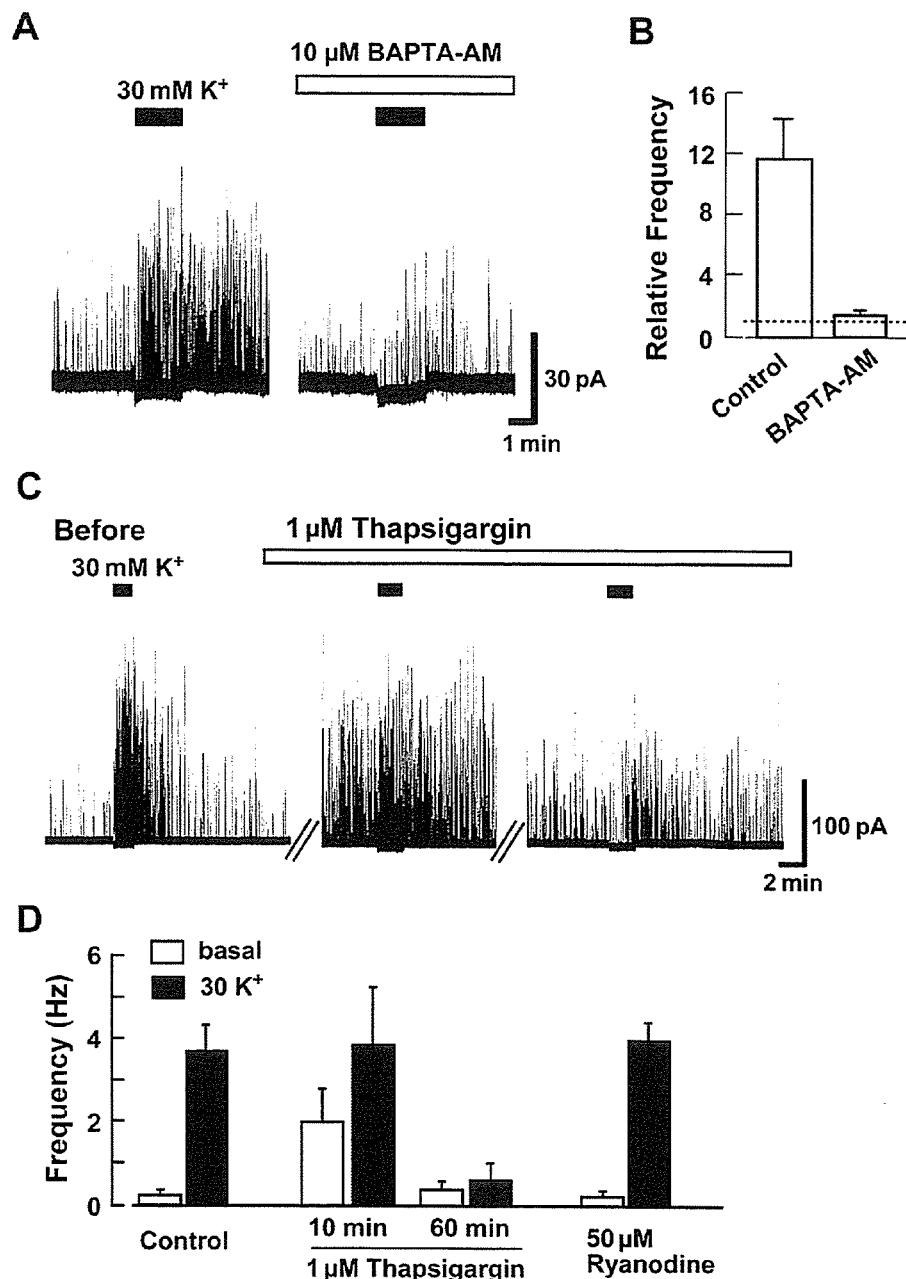 A
10 µM BAPTA-AM
30 mM K+
30 pA
1 min
B
Relative Frequency
16
12
8
4
0
Control
BAPTA-AM
C
Before
1 µM Thapsigargin
30 mM K+
100 pA
2 min
D
basal
30 K+
Frequency (Hz)
6
4
2
0
Control
10 min
60 min
1µM Thapsigargin
50 µM
Ryanodine